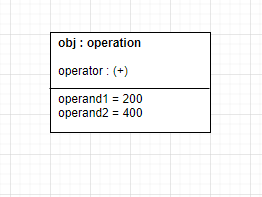 obj : operation
operator : (+)
operand1 = 200
operand2 = 400